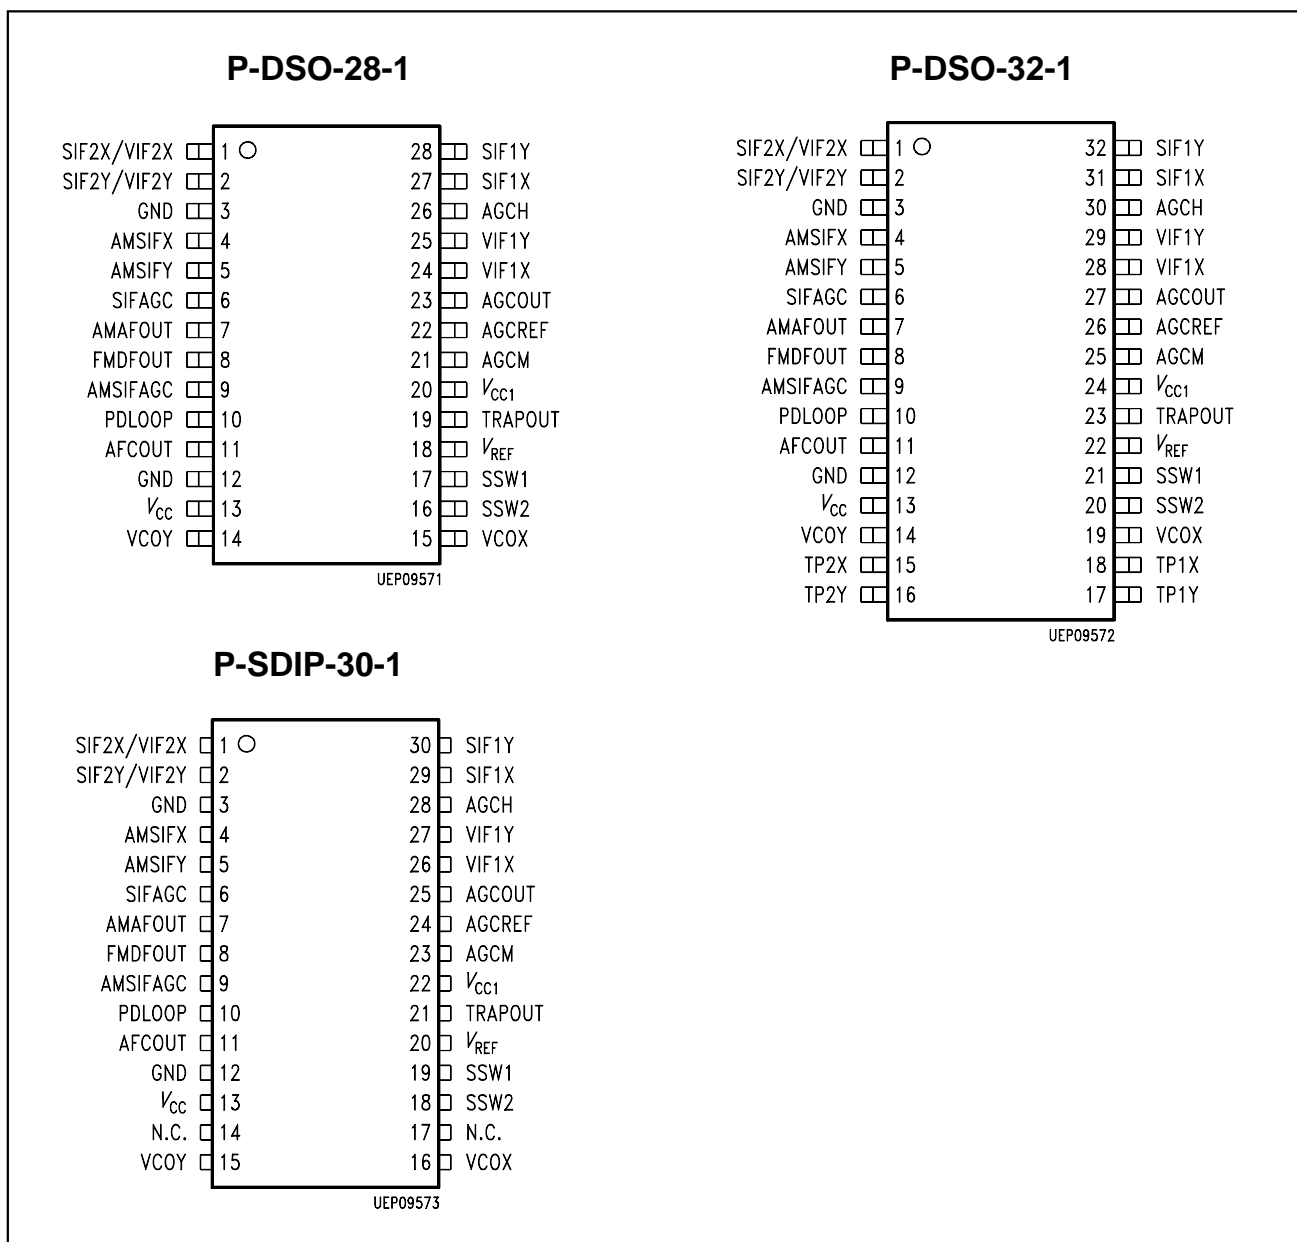 P-DSO-28-1
SIF2X/VIF2X 1 28 SIF1Y
SIF2Y/VIF2Y 2 27 SIF1X
GND 3 26 AGCH
AMSIFX 4 25 VIF1Y
AMSIFY 5 24 VIF1X
SIFAGC 6 23 AGCOUT
AMAFOUT 7 22 AGCREF
FMDFOUT 8 21 AGCM
AMSIFAGC 9 20 VCC1
PDLOOP 10 19 TRAPOUT
AFCOUT 11 18 VREF
GND 12 17 SSW1
VCC 13 16 SSW2
VCOY 14 15 VCOX
UEP09571
P-DSO-32-1
SIF2X/VIF2X 1 32 SIF1Y
SIF2Y/VIF2Y 2 31 SIF1X
GND 3 30 AGCH
AMSIFX 4 29 VIF1Y
AMSIFY 5 28 VIF1X
SIFAGC 6 27 AGCOUT
AMAFOUT 7 26 AGCREF
FMDFOUT 8 25 AGCM
AMSIFAGC 9 24 VCC1
PDLOOP 10 23 TRAPOUT
AFCOUT 11 22 VREF
GND 12 21 SSW1
VCC 13 20 SSW2
VCOY 14 19 VCOX
TP2X 15 18 TP1X
TP2Y 16 17 TP1Y
UEP09572
P-SDIP-30-1
SIF2X/VIF2X 1 30 SIF1Y
SIF2Y/VIF2Y 2 29 SIF1X
GND 3 28 AGCH
AMSIFX 4 27 VIF1Y
AMSIFY 5 26 VIF1X
SIFAGC 6 25 AGCOUT
AMAFOUT 7 24 AGCREF
FMDFOUT 8 23 AGCM
AMSIFAGC 9 22 VCC1
PDLOOP 10 21 TRAPOUT
AFCOUT 11 20 VREF
GND 12 19 SSW1
VCC 13 18 SSW2
N.C. 14 17 N.C.
VCOY 15 16 VCOX
UEP09573